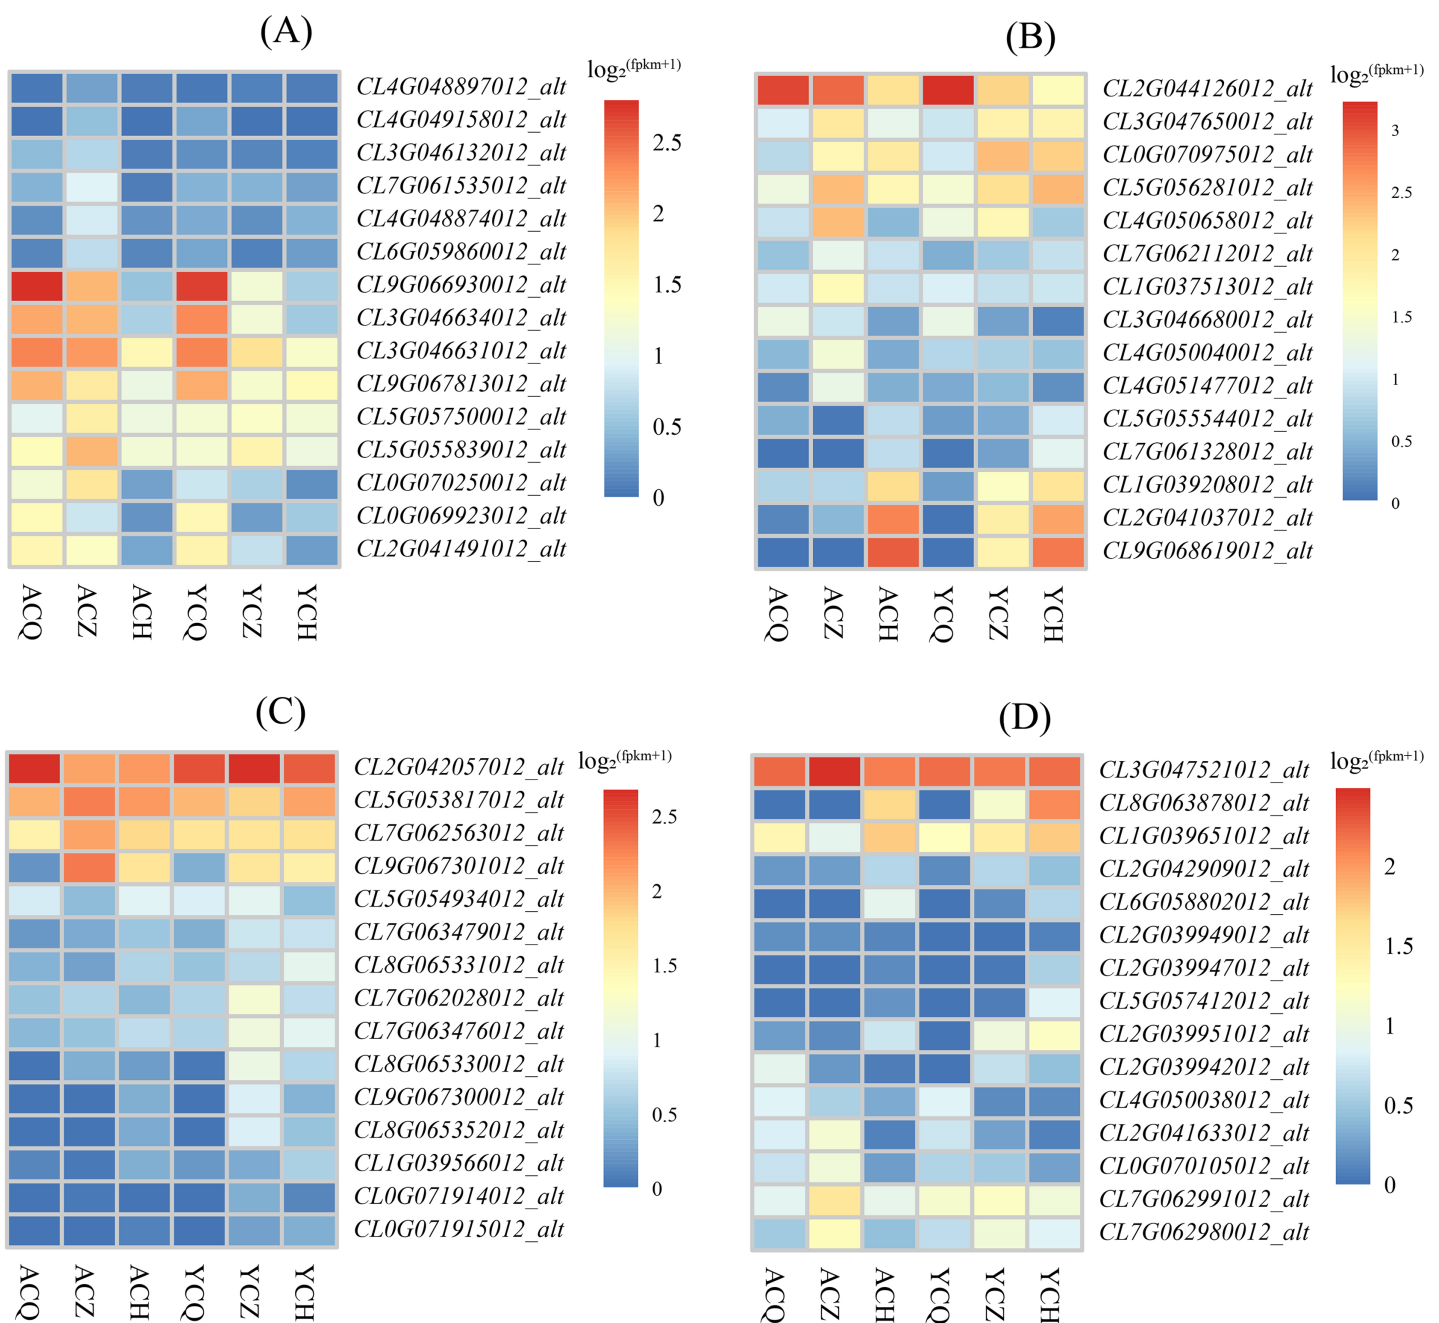 (A)
log₂(fpkm+1)
CL4G048897012_alt
CL4G049158012_alt
CL3G046132012_alt
CL7G061535012_alt
CL4G048874012_alt
CL6G059860012_alt
CL9G066930012_alt
CL3G046634012_alt
CL3G046631012_alt
CL9G067813012_alt
CL5G057500012_alt
CL5G055839012_alt
CL0G070250012_alt
CL0G069923012_alt
CL2G041491012_alt
2.5
2
1.5
1
0.5
0
ACQ ACZ ACH YCQ YCZ YCH
(B)
log₂(fpkm+1)
CL2G044126012_alt
CL3G047650012_alt
CL0G070975012_alt
CL5G056281012_alt
CL4G050658012_alt
CL7G062112012_alt
CL1G037513012_alt
CL3G046680012_alt
CL4G050040012_alt
CL4G051477012_alt
CL5G055544012_alt
CL7G061328012_alt
CL1G039208012_alt
CL2G041037012_alt
CL9G068619012_alt
3
2.5
2
1.5
1
0.5
0
ACQ ACZ ACH YCQ YCZ YCH
(C)
log₂(fpkm+1)
CL2G042057012_alt
CL5G053817012_alt
CL7G062563012_alt
CL9G067301012_alt
CL5G054934012_alt
CL7G063479012_alt
CL8G065331012_alt
CL7G062028012_alt
CL7G063476012_alt
CL8G065330012_alt
CL9G067300012_alt
CL8G065352012_alt
CL1G039566012_alt
CL0G071914012_alt
CL0G071915012_alt
2.5
2
1.5
1
0.5
0
ACQ ACZ ACH YCQ YCZ YCH
(D)
log₂(fpkm+1)
CL3G047521012_alt
CL8G063878012_alt
CL1G039651012_alt
CL2G042909012_alt
CL6G058802012_alt
CL2G039949012_alt
CL2G039947012_alt
CL5G057412012_alt
CL2G039951012_alt
CL2G039942012_alt
CL4G050038012_alt
CL2G041633012_alt
CL0G070105012_alt
CL7G062991012_alt
CL7G062980012_alt
2
1.5
1
0.5
0
ACQ ACZ ACH YCQ YCZ YCH